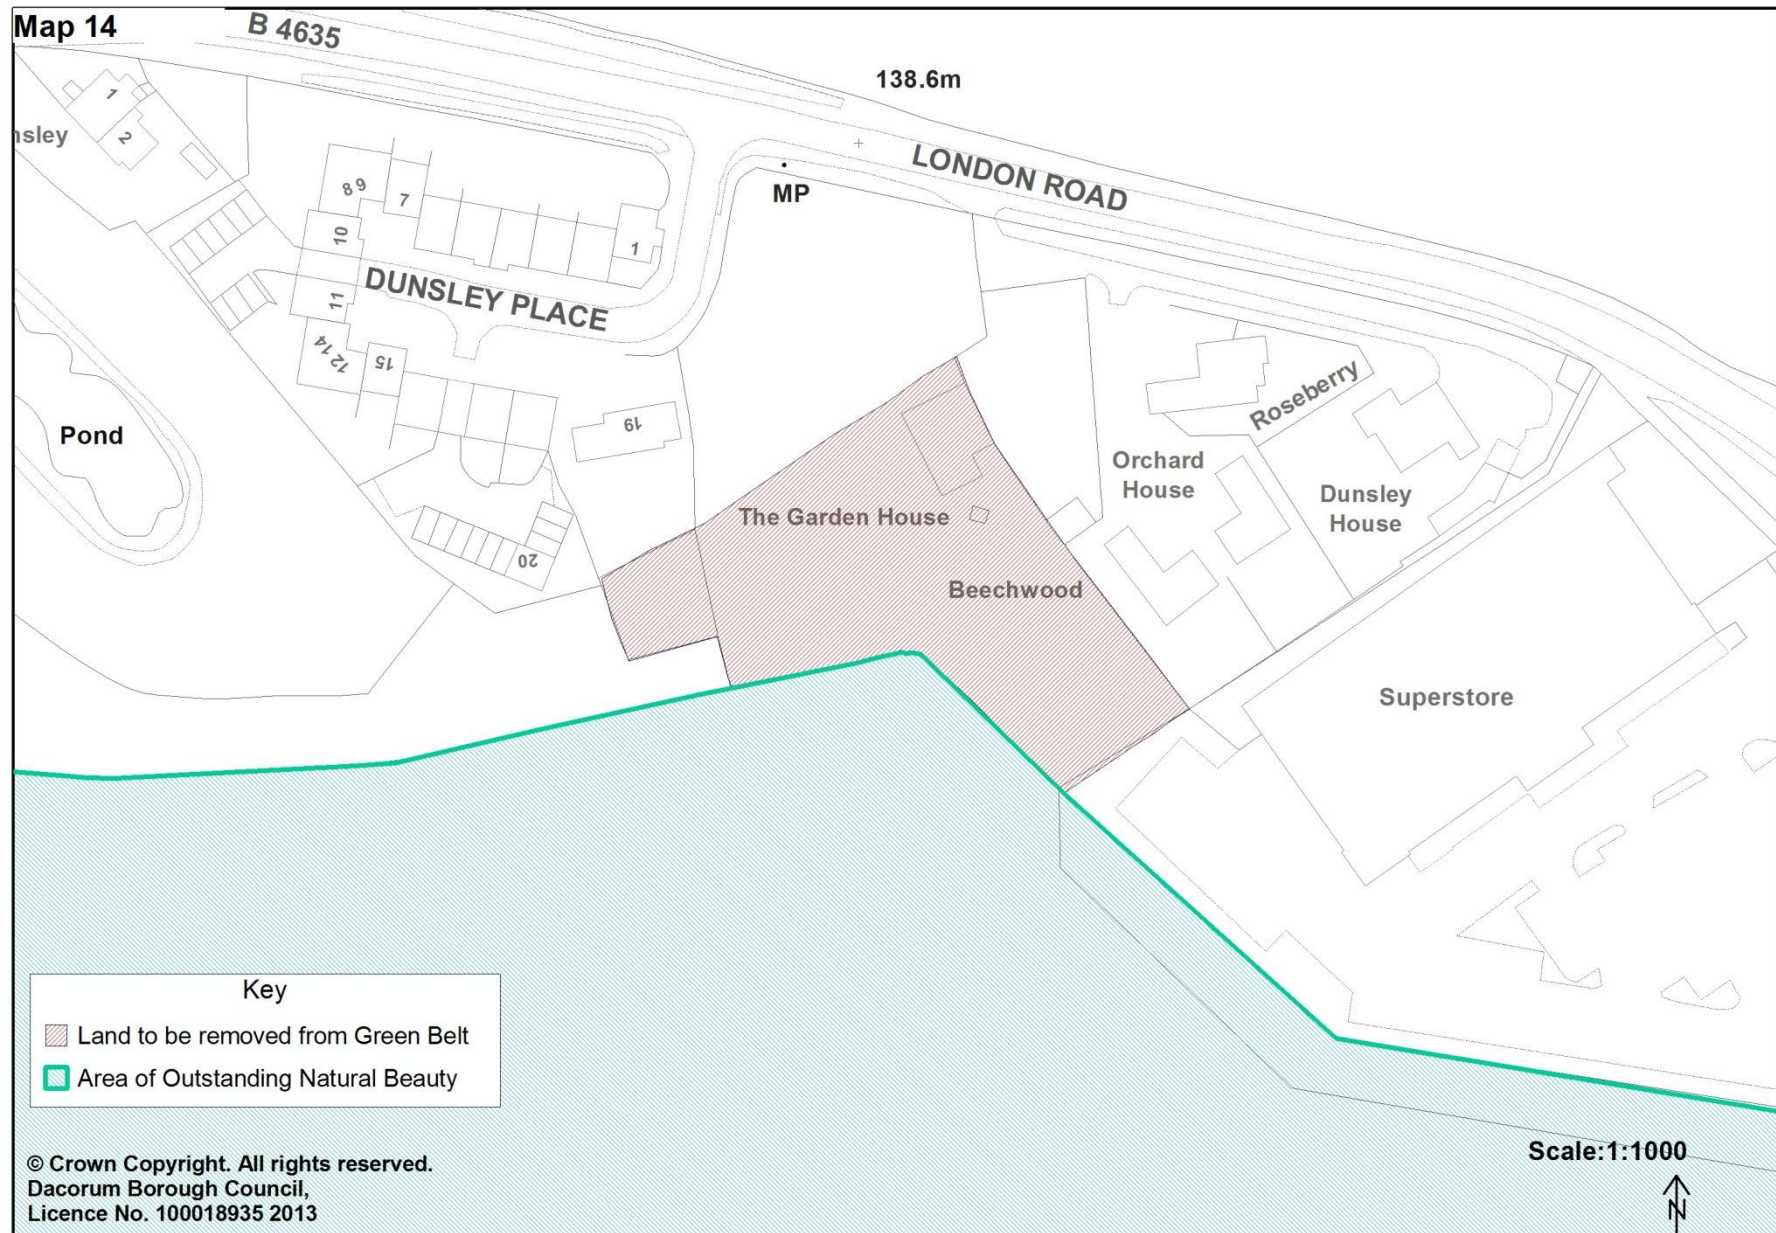 Map 14
B 4635
138.6m
LONDON ROAD
MP
1
2
nsley
8 9
7
10
1
DUNSLEY PLACE
11
12 14
15
19
20
Pond
Roseberry
Orchard
House
Dunsley
House
The Garden House
Beechwood
Superstore
Key
Land to be removed from Green Belt
Area of Outstanding Natural Beauty
© Crown Copyright. All rights reserved.
Dacorum Borough Council,
Licence No. 100018935 2013
Scale:1:1000
N